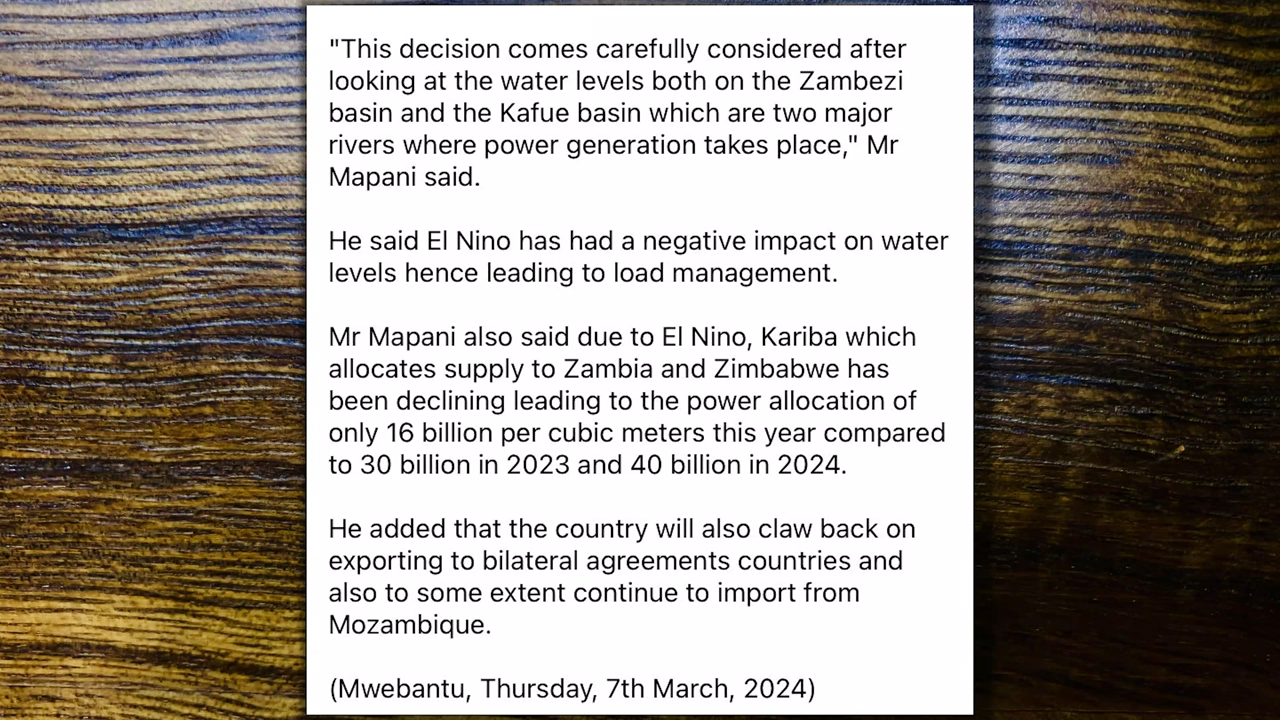 "This decision comes carefully considered after
looking at the water levels both on the Zambezi
basin and the Kafue basin which are two major
rivers where power generation takes place," Mr
Mapani said.
He said El Nino has had a negative impact on water
levels hence leading to load management.
Mr Mapani also said due to El Nino, Kariba which
allocates supply to Zambia and Zimbabwe has
been declining leading to the power allocation of
only 16 billion per cubic meters this year compared
to 30 billion in 2023 and 40 billion in 2024.
He added that the country will also claw back on
exporting to bilateral agreements countries and
also to some extent continue to import from
Mozambique.
(Mwebantu, Thursday, 7th March, 2024)